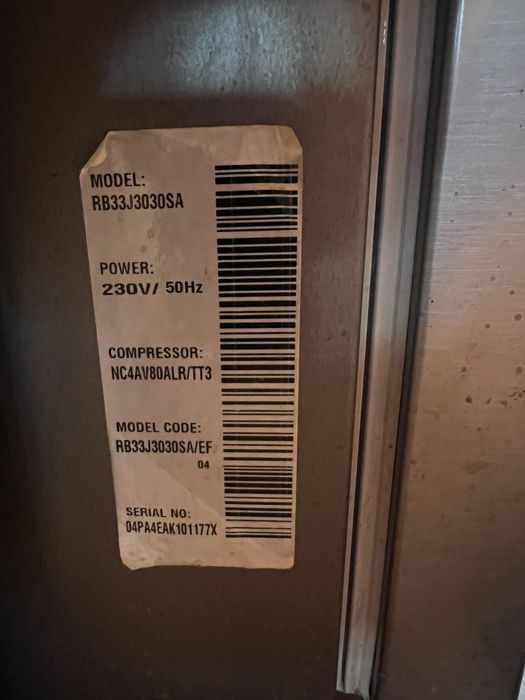 MODEL:
RB33J3030SA
POWER:
230V/ 50Hz
COMPRESSOR:
NC4AV80ALR/TT3
MODEL CODE:
RB33J3030SA/EF
04
SERIAL NO:
04PA4EAK101177X